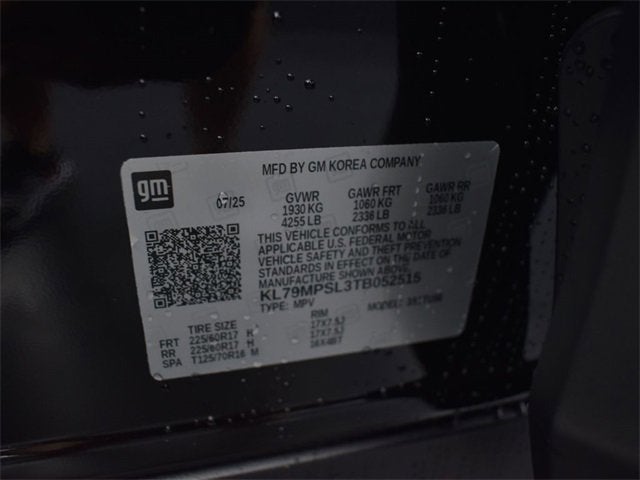 MFD BY GM KOREA COMPANY
gm
07/25
GVWR GAWR FRT GAWR RR
1930 KG 1060 KG 1060 KG
4255 LB 2336 LB 2336 LB
THIS VEHICLE CONFORMS TO ALL
APPLICABLE U.S. FEDERAL MOTOR
VEHICLE SAFETY AND THEFT PREVENTION
STANDARDS IN EFFECT ON THE DATE OF
MANUFACTURE SHOWN ABOVE.
KL79MPSL3TB052515
TYPE: MPV MODEL:
TIRE SIZE RIM
FRT 225/60R17 H 17X7.5J
RR 225/60R17 H 17X7.5J
SPA T125/70R16 M 16X4BT